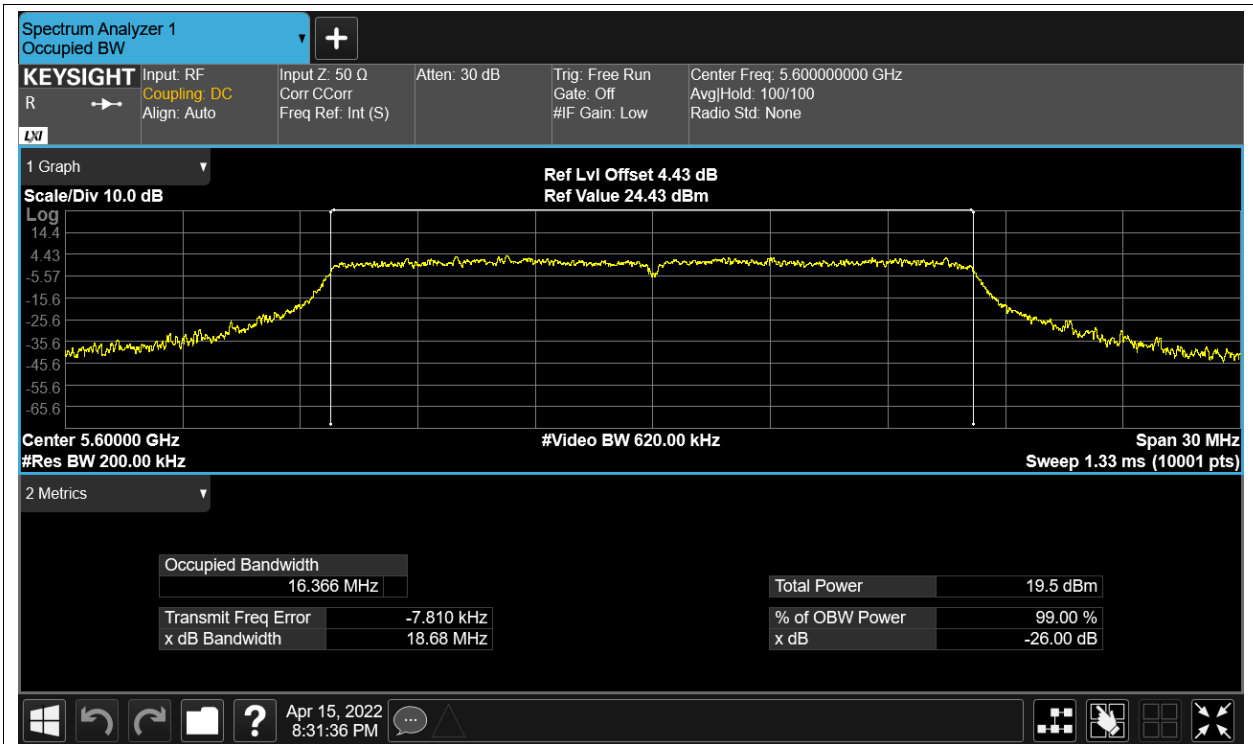 Spectrum Analyzer 1
Occupied BW
KEYSIGHT
R
LXI
Input: RF
Coupling: DC
Align: Auto
Input Z: 50 Ω
Corr CCorr
Freq Ref: Int (S)
Atten: 30 dB
Trig: Free Run
Gate: Off
#IF Gain: Low
Center Freq: 5.600000000 GHz
Avg|Hold: 100/100
Radio Std: None
1 Graph
Scale/Div 10.0 dB
Ref Lvl Offset 4.43 dB
Ref Value 24.43 dBm
Log
14.4
4.43
-5.57
-15.6
-25.6
-35.6
-45.6
-55.6
-65.6
Center 5.60000 GHz
#Video BW 620.00 kHz
Span 30 MHz
#Res BW 200.00 kHz
Sweep 1.33 ms (10001 pts)
2 Metrics
Occupied Bandwidth
16.366 MHz
Total Power 19.5 dBm
Transmit Freq Error -7.810 kHz
% of OBW Power 99.00 %
x dB Bandwidth 18.68 MHz
x dB -26.00 dB
?
Apr 15, 2022
8:31:36 PM